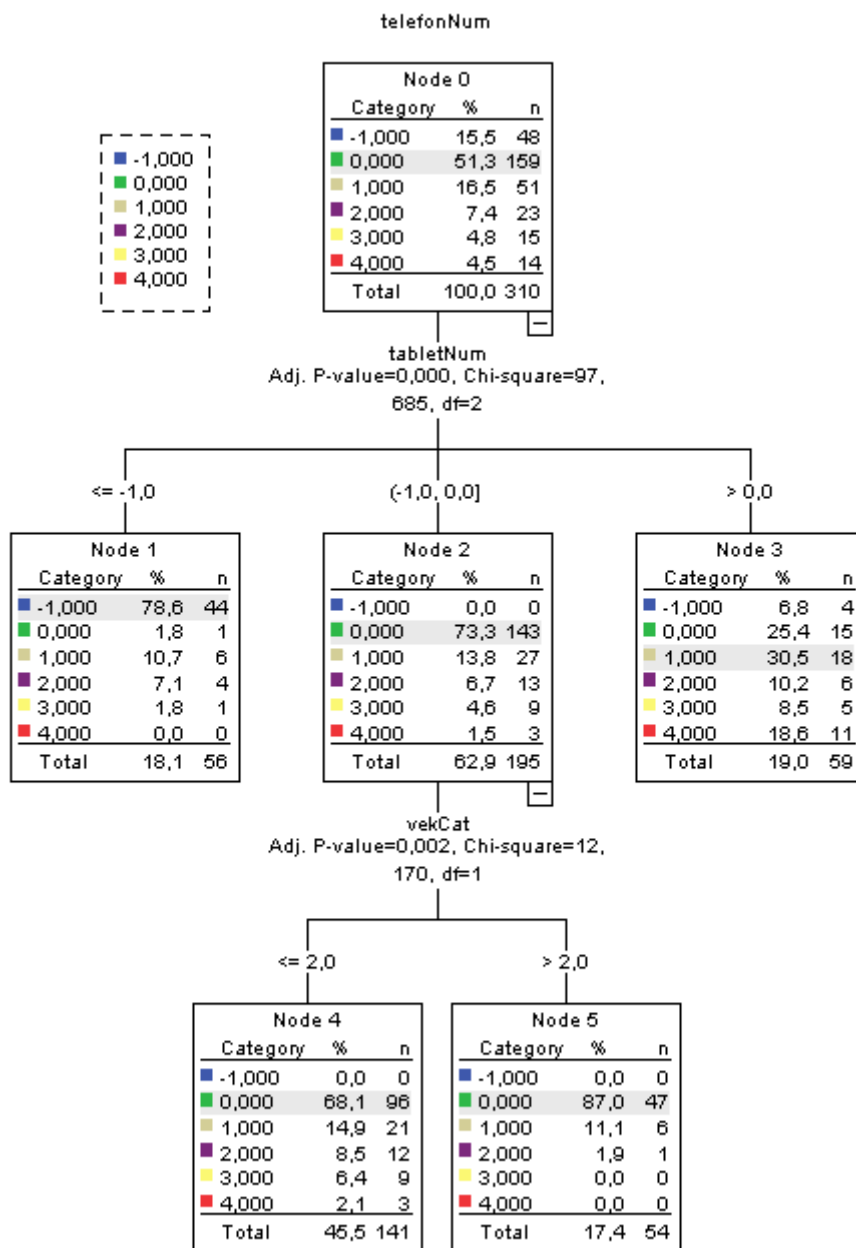 telefonNum
-1,000
0,000
1,000
2,000
3,000
4,000
Node 0
Category % n
-1,000 15,5 48
0,000 51,3 159
1,000 16,5 51
2,000 7,4 23
3,000 4,8 15
4,000 4,5 14
Total 100,0 310
tabletNum
Adj. P-value=0,000, Chi-square=97,
685, df=2
<= -1,0
(-1,0, 0,0]
> 0,0
Node 1
Category % n
-1,000 78,6 44
0,000 1,8 1
1,000 10,7 6
2,000 7,1 4
3,000 1,8 1
4,000 0,0 0
Total 18,1 56
Node 2
Category % n
-1,000 0,0 0
0,000 73,3 143
1,000 13,8 27
2,000 6,7 13
3,000 4,6 9
4,000 1,5 3
Total 62,9 195
Node 3
Category % n
-1,000 6,8 4
0,000 25,4 15
1,000 30,5 18
2,000 10,2 6
3,000 8,5 5
4,000 18,6 11
Total 19,0 59
vekCat
Adj. P-value=0,002, Chi-square=12,
170, df=1
<= 2,0
> 2,0
Node 4
Category % n
-1,000 0,0 0
0,000 68,1 96
1,000 14,9 21
2,000 8,5 12
3,000 6,4 9
4,000 2,1 3
Total 45,5 141
Node 5
Category % n
-1,000 0,0 0
0,000 87,0 47
1,000 11,1 6
2,000 1,9 1
3,000 0,0 0
4,000 0,0 0
Total 17,4 54